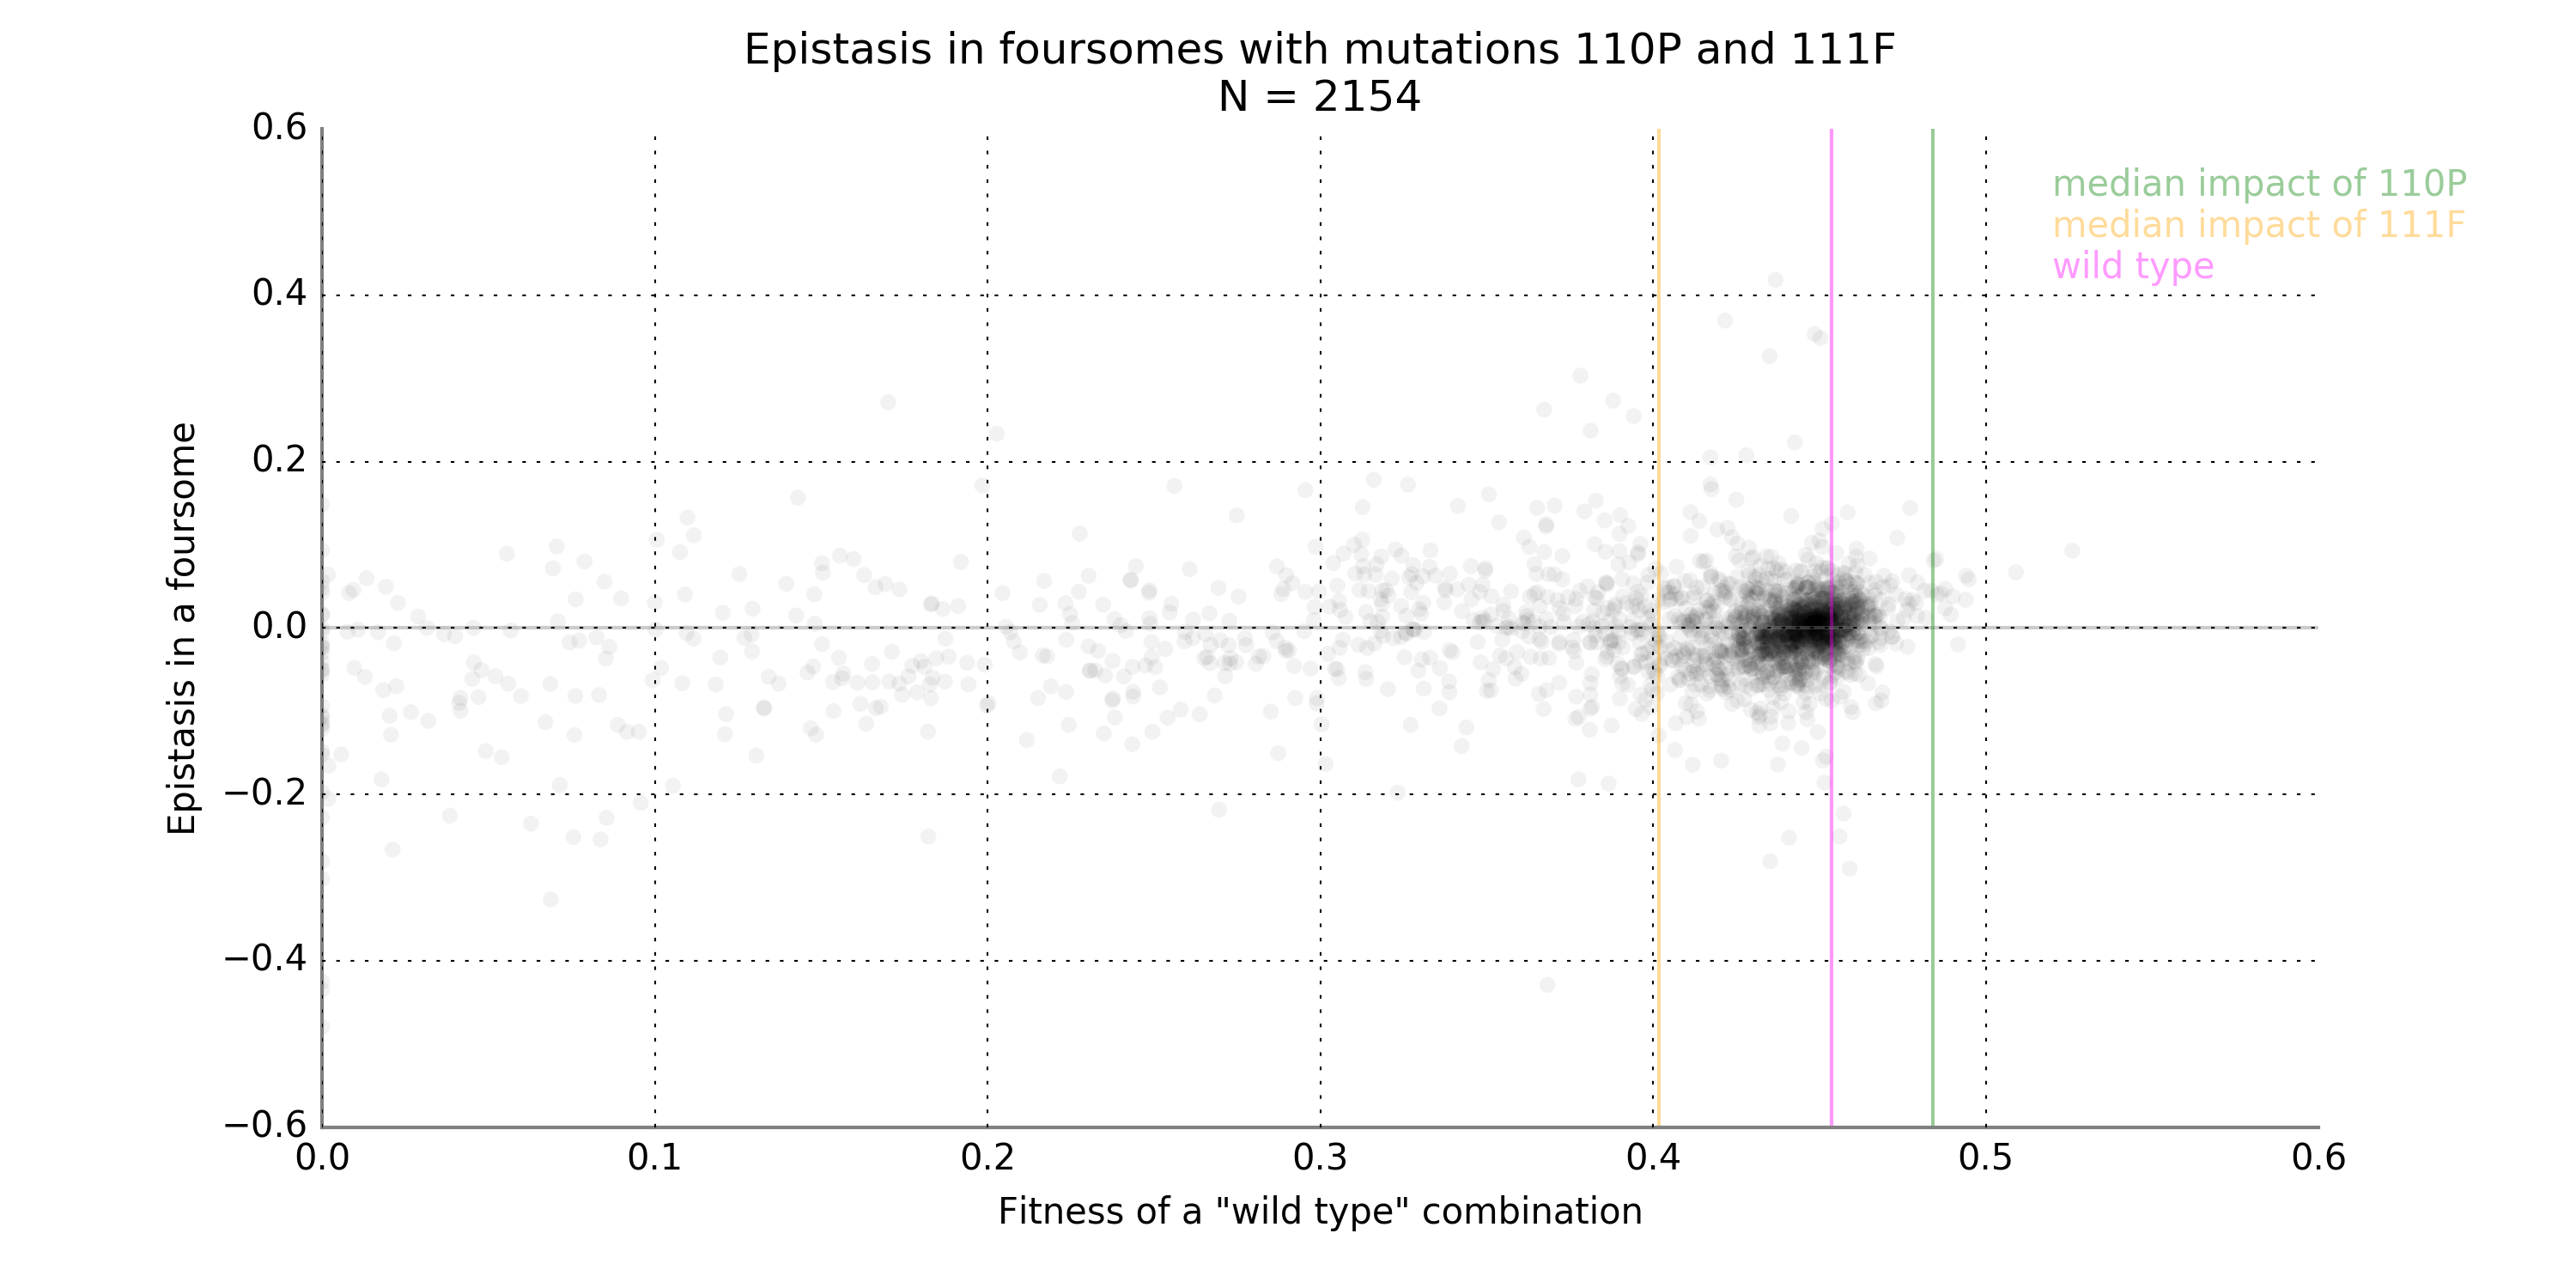 Epistasis in foursomes with mutations 110P and 111F
N = 2154
median impact of 110P
median impact of 111F
wild type
Epistasis in a foursome
0.6
0.4
0.2
0.0
−0.2
−0.4
−0.6
0.0 0.1 0.2 0.3 0.4 0.5 0.6
Fitness of a "wild type" combination